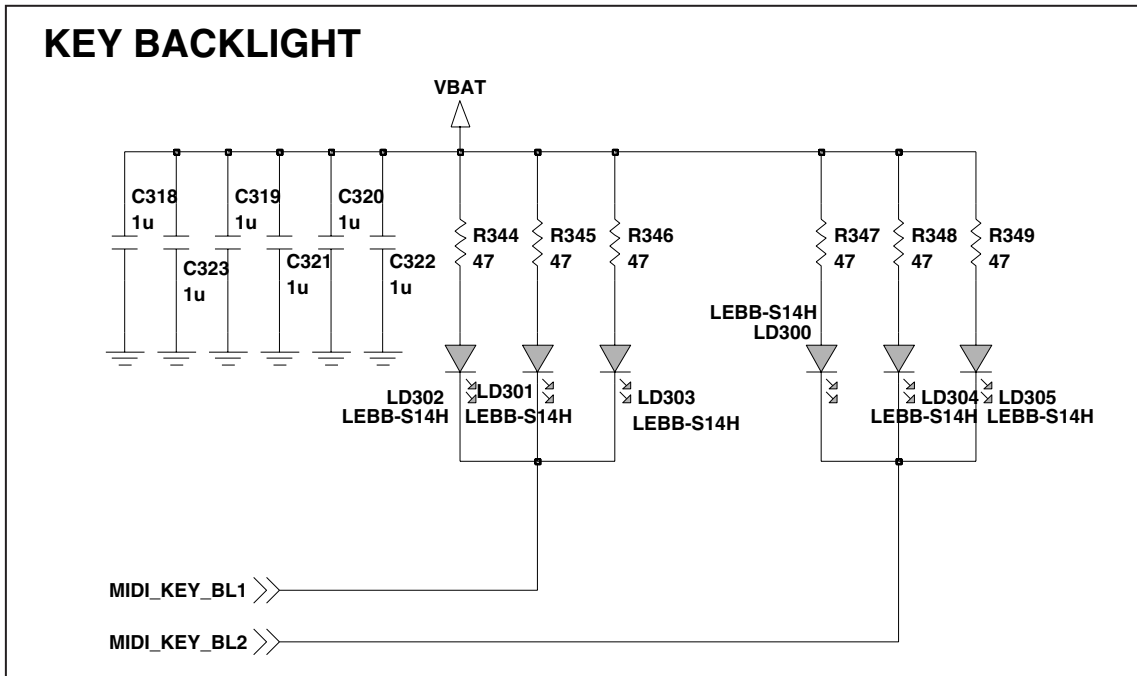 KEY BACKLIGHT
VBAT
C318
1u
C319
1u
C320
1u
C323
1u
C321
1u
C322
1u
R344
47
R345
47
R346
47
R347
47
R348
47
R349
47
LEBB-S14H
LD300
LD302
LEBB-S14H
LD301
LEBB-S14H
LD303
LEBB-S14H
LD304
LEBB-S14H
LD305
LEBB-S14H
MIDI_KEY_BL1
MIDI_KEY_BL2